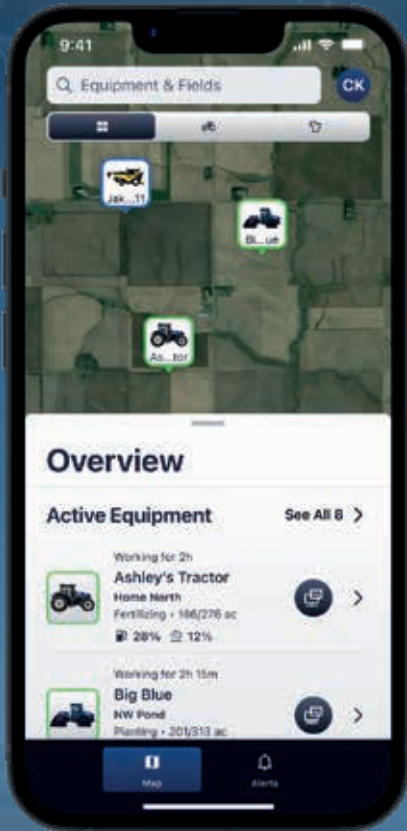 9:41
Equipment & Fields
CK
Jak...11
Bi...ue
As...tor
Overview
Active Equipment
See All 8
Working for 2h
Ashley's Tractor
Home North
Fertilizing • 186/276 ac
28% 12%
Working for 2h 15m
Big Blue
NW Pond
Planting • 201/313 ac
Map
Alerts